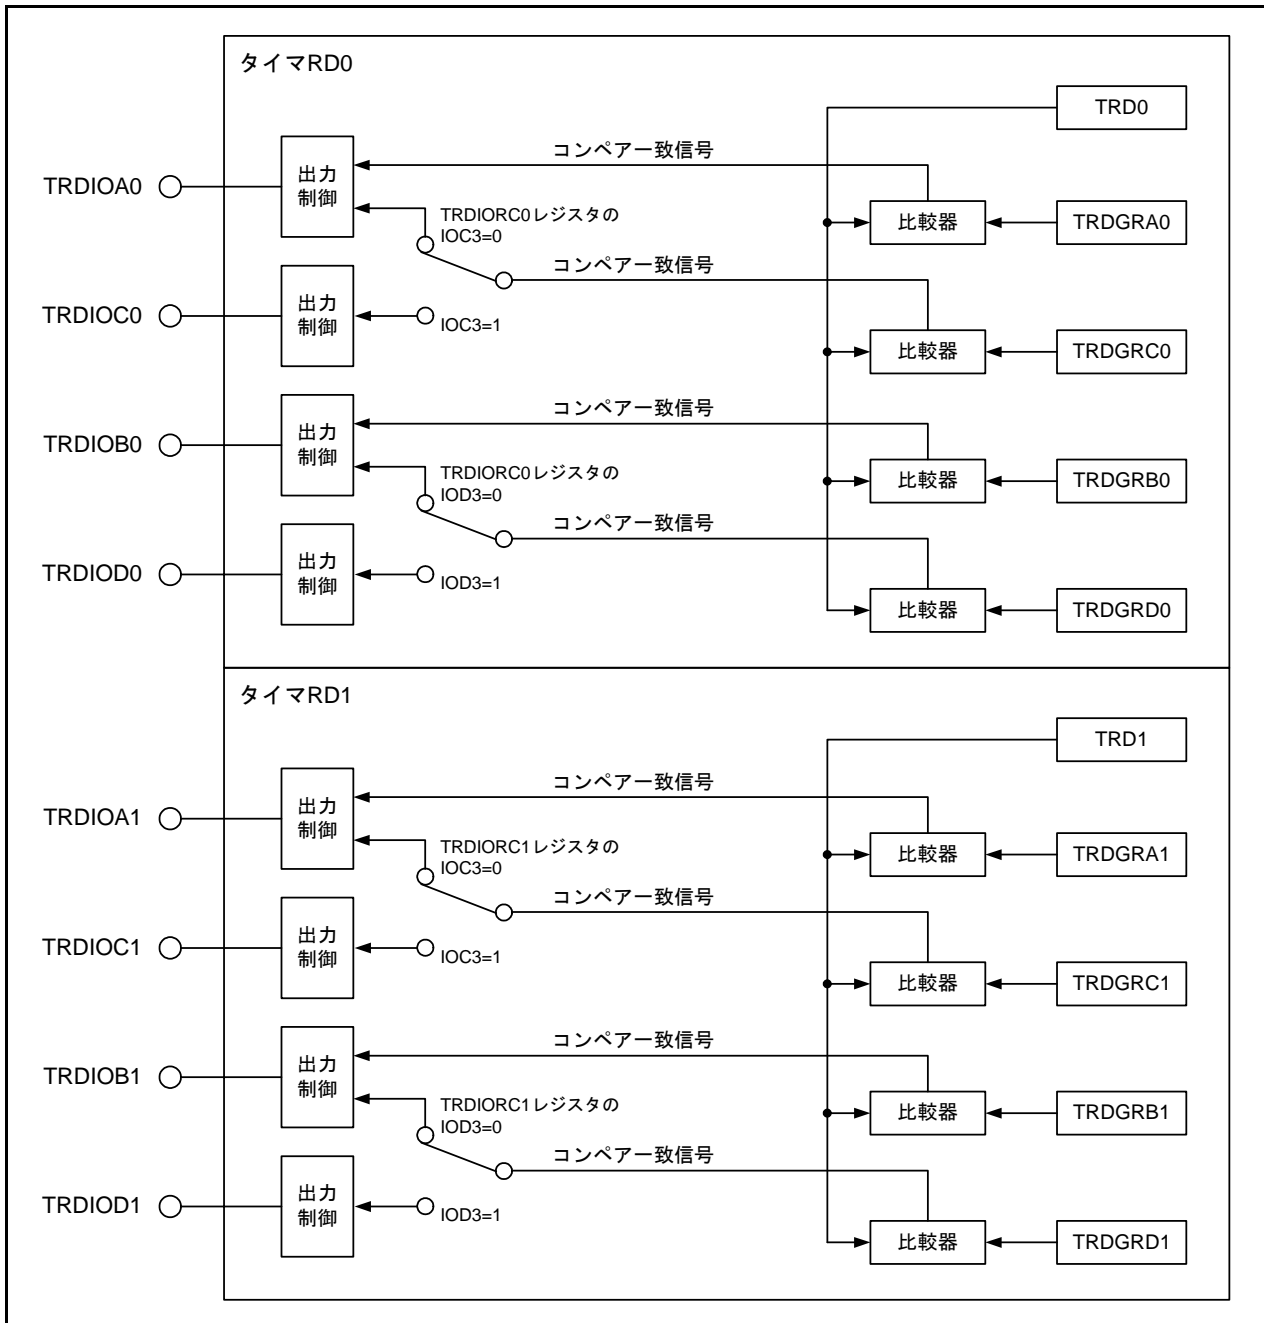 タイマRD0
TRD0
コンペア一致信号
出力
制御
TRDIOA0
TRDIORC0レジスタの
IOC3=0
比較器
TRDGRA0
コンペア一致信号
出力
制御
TRDIOC0
IOC3=1
比較器
TRDGRC0
コンペア一致信号
出力
制御
TRDIOB0
TRDIORC0レジスタの
IOD3=0
比較器
TRDGRB0
コンペア一致信号
出力
制御
TRDIOD0
IOD3=1
比較器
TRDGRD0
タイマRD1
TRD1
コンペア一致信号
出力
制御
TRDIOA1
TRDIORC1レジスタの
IOC3=0
比較器
TRDGRA1
コンペア一致信号
出力
制御
TRDIOC1
IOC3=1
比較器
TRDGRC1
コンペア一致信号
出力
制御
TRDIOB1
TRDIORC1レジスタの
IOD3=0
比較器
TRDGRB1
コンペア一致信号
出力
制御
TRDIOD1
IOD3=1
比較器
TRDGRD1